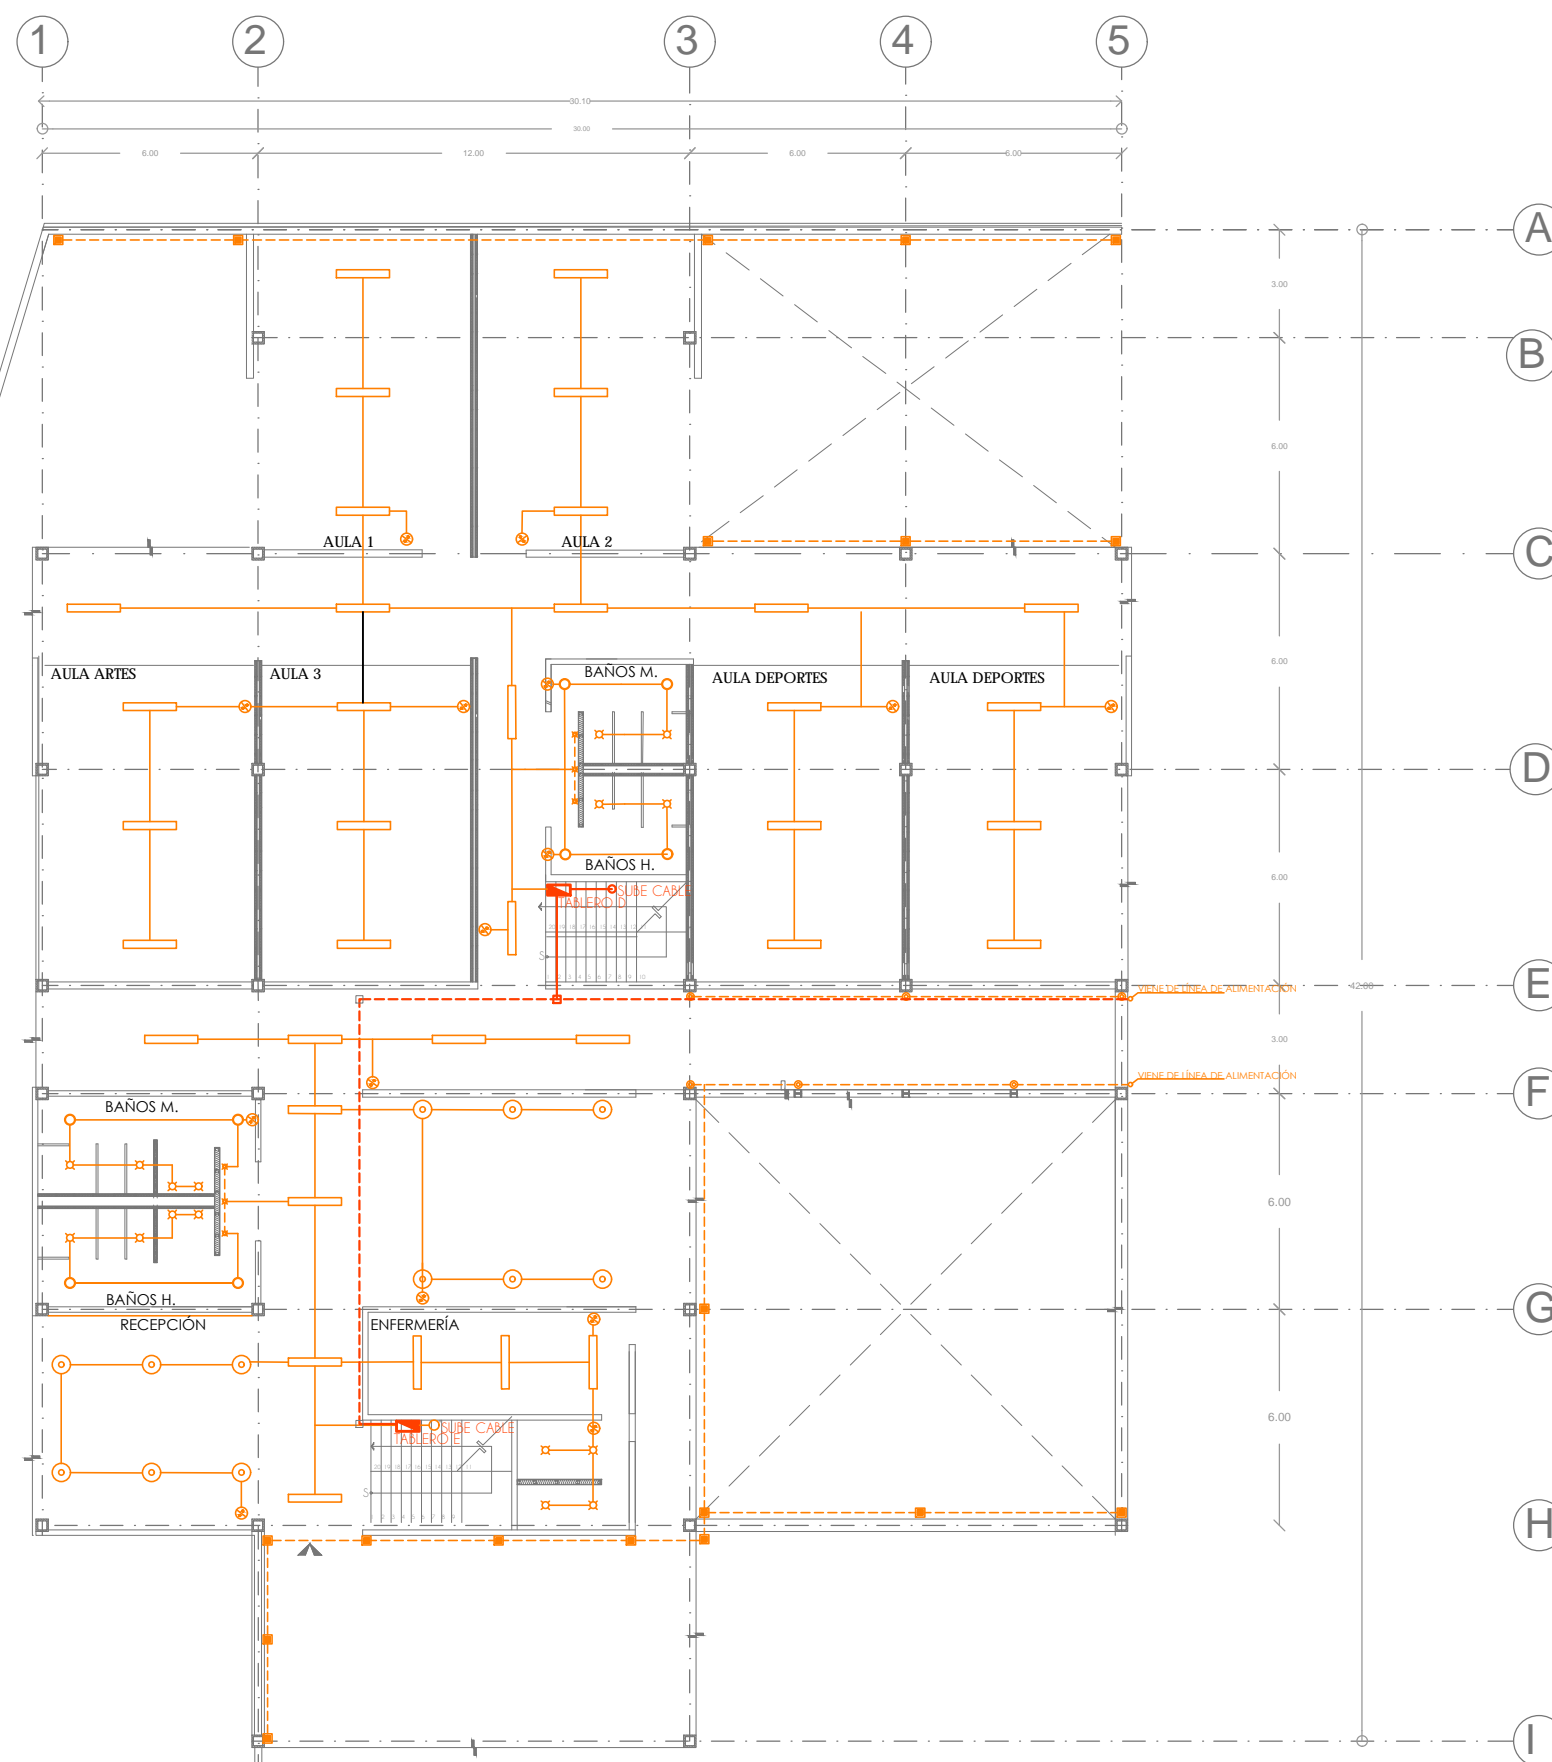 1 2 3 4 5
30.10
30.00
6.00 12.00 6.00 6.00
A
3.00
B
6.00
AULA 1 AULA 2
C
6.00
AULA ARTES AULA 3 BAÑOS M. AULA DEPORTES AULA DEPORTES
D
BAÑOS H.
6.00
SUBE CABLE
TABLERO D
S
E
VIENE DE LÍNEA DE ALIMENTACIÓN
42.00
3.00
VIENE DE LÍNEA DE ALIMENTACIÓN
F
BAÑOS M.
6.00
BAÑOS H.
G
RECEPCIÓN ENFERMERÍA
6.00
SUBE CABLE
TABLERO E
S
H
I